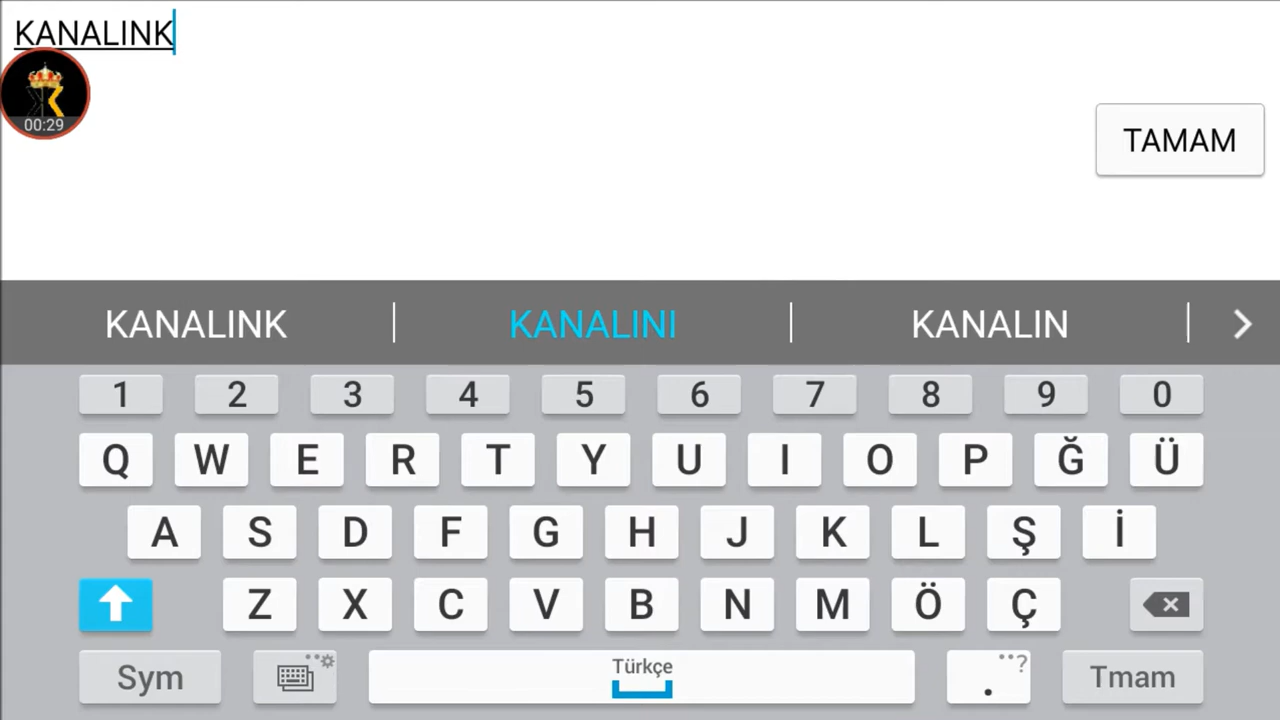 KANALINK
00:29
TAMAM
KANALINK KANALINI KANALIN
1 2 3 4 5 6 7 8 9 0
Q W E R T Y U I O P Ğ Ü
A S D F G H J K L Ş İ
Z X C V B N M Ö Ç
Sym Türkçe . ? Tmam